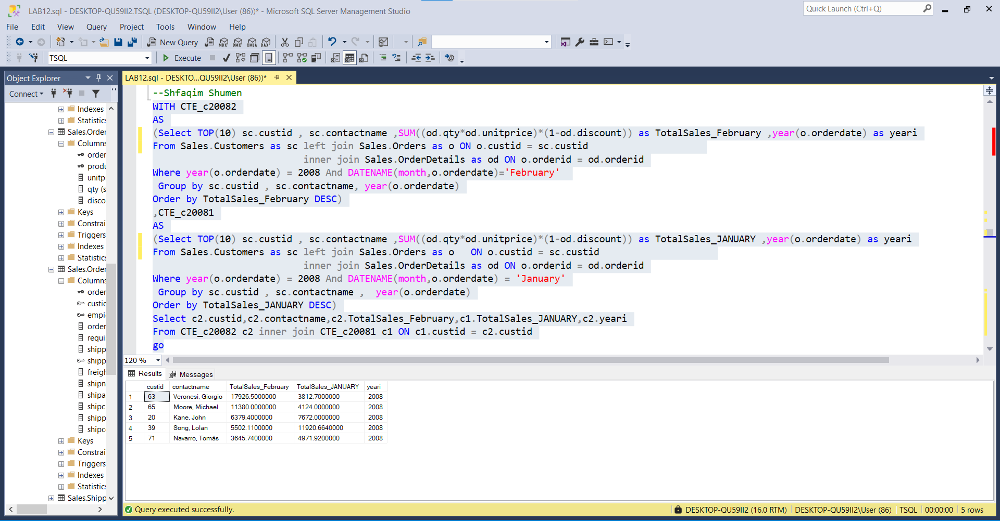 LAB12.sql - DESKTOP-QU59II2.TSQL (DESKTOP-QU59II2\User (86))* - Microsoft SQL Server Management Studio
Quick Launch (Ctrl+Q)
File Edit View Query Project Tools Window Help
New Query MDX DMX XMLA DAX
TSQL Execute
Object Explorer
Connect
Indexes
Statistics
Sales.Order
Columns
order
produ
unitp
qty (s
disco
Keys
Constrai
Triggers
Indexes
Statistics
Sales.Order
Columns
order
custid
empi
order
requi
shipp
shipp
freigh
shipn
shipa
shipc
shipp
shipc
Keys
Constrai
Triggers
Indexes
Statistics
Sales.Shipp
LAB12.sql - DESKTO...QU59II2\User (86))*
--Shfaqim Shumen
WITH CTE_c20082
AS
(Select TOP(10) sc.custid , sc.contactname ,SUM((od.qty*od.unitprice)*(1-od.discount)) as TotalSales_February ,year(o.orderdate) as yeari
From Sales.Customers as sc left join Sales.Orders as o ON o.custid = sc.custid
inner join Sales.OrderDetails as od ON o.orderid = od.orderid
Where year(o.orderdate) = 2008 And DATENAME(month,o.orderdate)='February'
Group by sc.custid , sc.contactname, year(o.orderdate)
Order by TotalSales_February DESC)
,CTE_c20081
AS
(Select TOP(10) sc.custid , sc.contactname ,SUM((od.qty*od.unitprice)*(1-od.discount)) as TotalSales_JANUARY ,year(o.orderdate) as yeari
From Sales.Customers as sc left join Sales.Orders as o ON o.custid = sc.custid
inner join Sales.OrderDetails as od ON o.orderid = od.orderid
Where year(o.orderdate) = 2008 And DATENAME(month,o.orderdate) = 'January'
Group by sc.custid , sc.contactname , year(o.orderdate)
Order by TotalSales_JANUARY DESC)
Select c2.custid,c2.contactname,c2.TotalSales_February,c1.TotalSales_JANUARY,c2.yeari
From CTE_c20082 c2 inner join CTE_c20081 c1 ON c1.custid = c2.custid
go
120 %
Results Messages
custid contactname TotalSales_February TotalSales_JANUARY yeari
1 63 Veronesi, Giorgio 17926.5000000 3812.7000000 2008
2 65 Moore, Michael 11380.0000000 4124.0000000 2008
3 20 Kane, John 6379.4000000 7672.0000000 2008
4 39 Song, Lolan 5502.1100000 11920.6640000 2008
5 71 Navarro, Tomás 3645.7400000 4971.9200000 2008
Query executed successfully.
DESKTOP-QU59II2 (16.0 RTM) DESKTOP-QU59II2\User (86) TSQL 00:00:00 5 rows